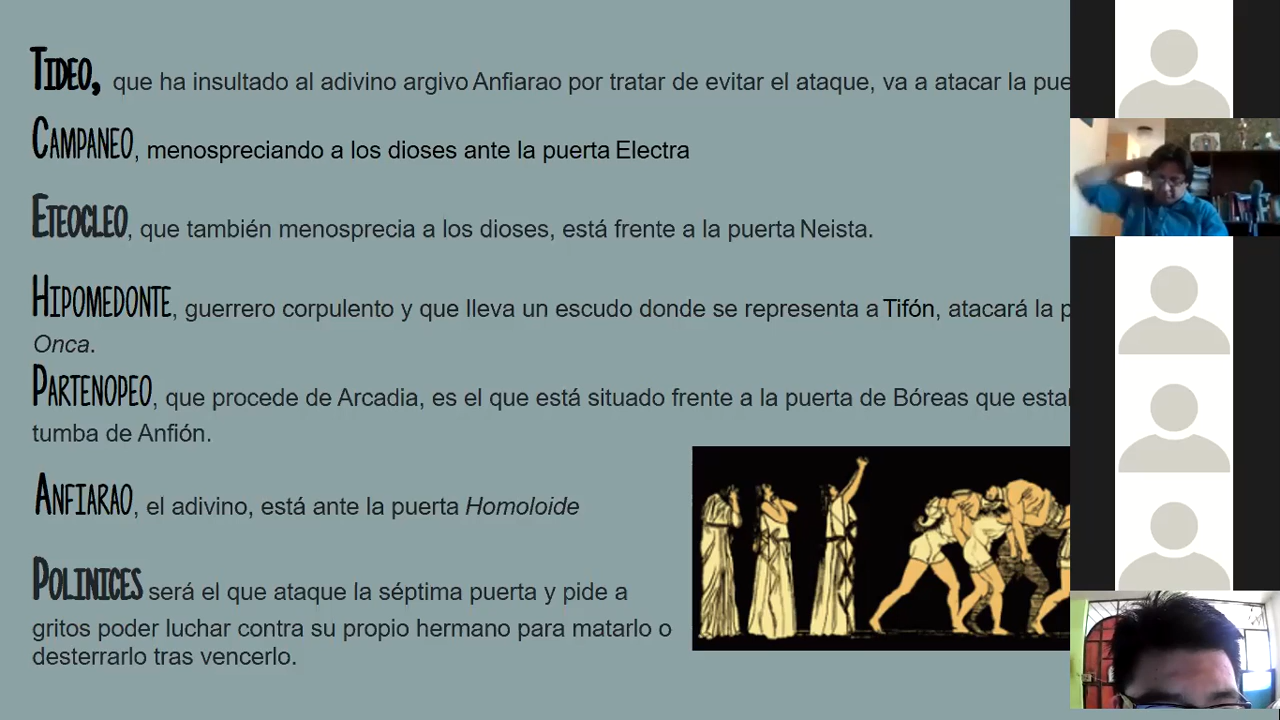 TIDEO, que ha insultado al adivino argivo Anfiarao por tratar de evitar el ataque, va a atacar la
CAMPANEO, menospreciando a los dioses ante la puerta Electra
ETEOCLEO, que también menosprecia a los dioses, está frente a la puerta Neista.
HIPOMEDONTE, guerrero corpulento y que lleva un escudo donde se representa a Tifón, atacará la
Onca.
PARTENOPEO, que procede de Arcadia, es el que está situado frente a la puerta de Bóreas que
tumba de Anfión.
ANFIARAO, el adivino, está ante la puerta Homoloide
POLINICES será el que ataque la séptima puerta y pide a
gritos poder luchar contra su propio hermano para matarlo o
desterrarlo tras vencerlo.